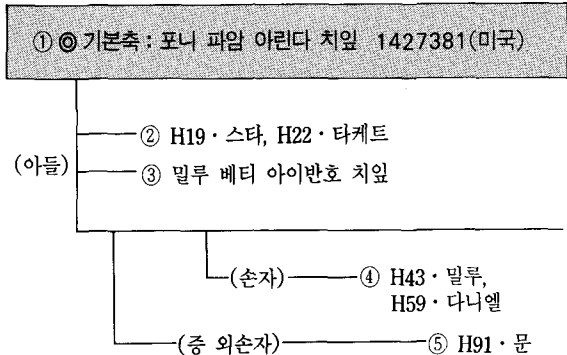 ① ◎ 기본축 : 포니 파암 아린다 치잎 1427381(미국)
② H19 · 스타, H22 · 타케트
(아들)
③ 밀루 베티 아이반호 치잎
(손자) ④ H43 · 밀루,
H59 · 다니엘
(증 외손자) ⑤ H91 · 문